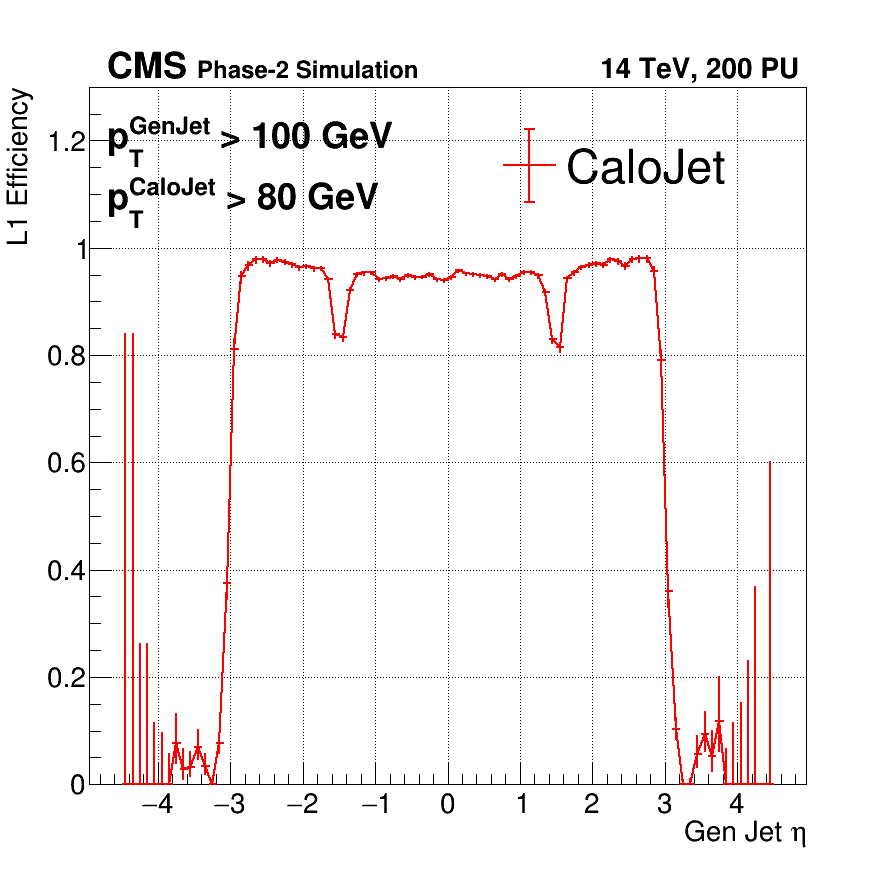 CMS Phase-2 Simulation 14 TeV, 200 PU
L1 Efficiency
p_T^GenJet > 100 GeV
p_T^CaloJet > 80 GeV
CaloJet
1.2
1
0.8
0.6
0.4
0.2
0
−4 −3 −2 −1 0 1 2 3 4
Gen Jet η